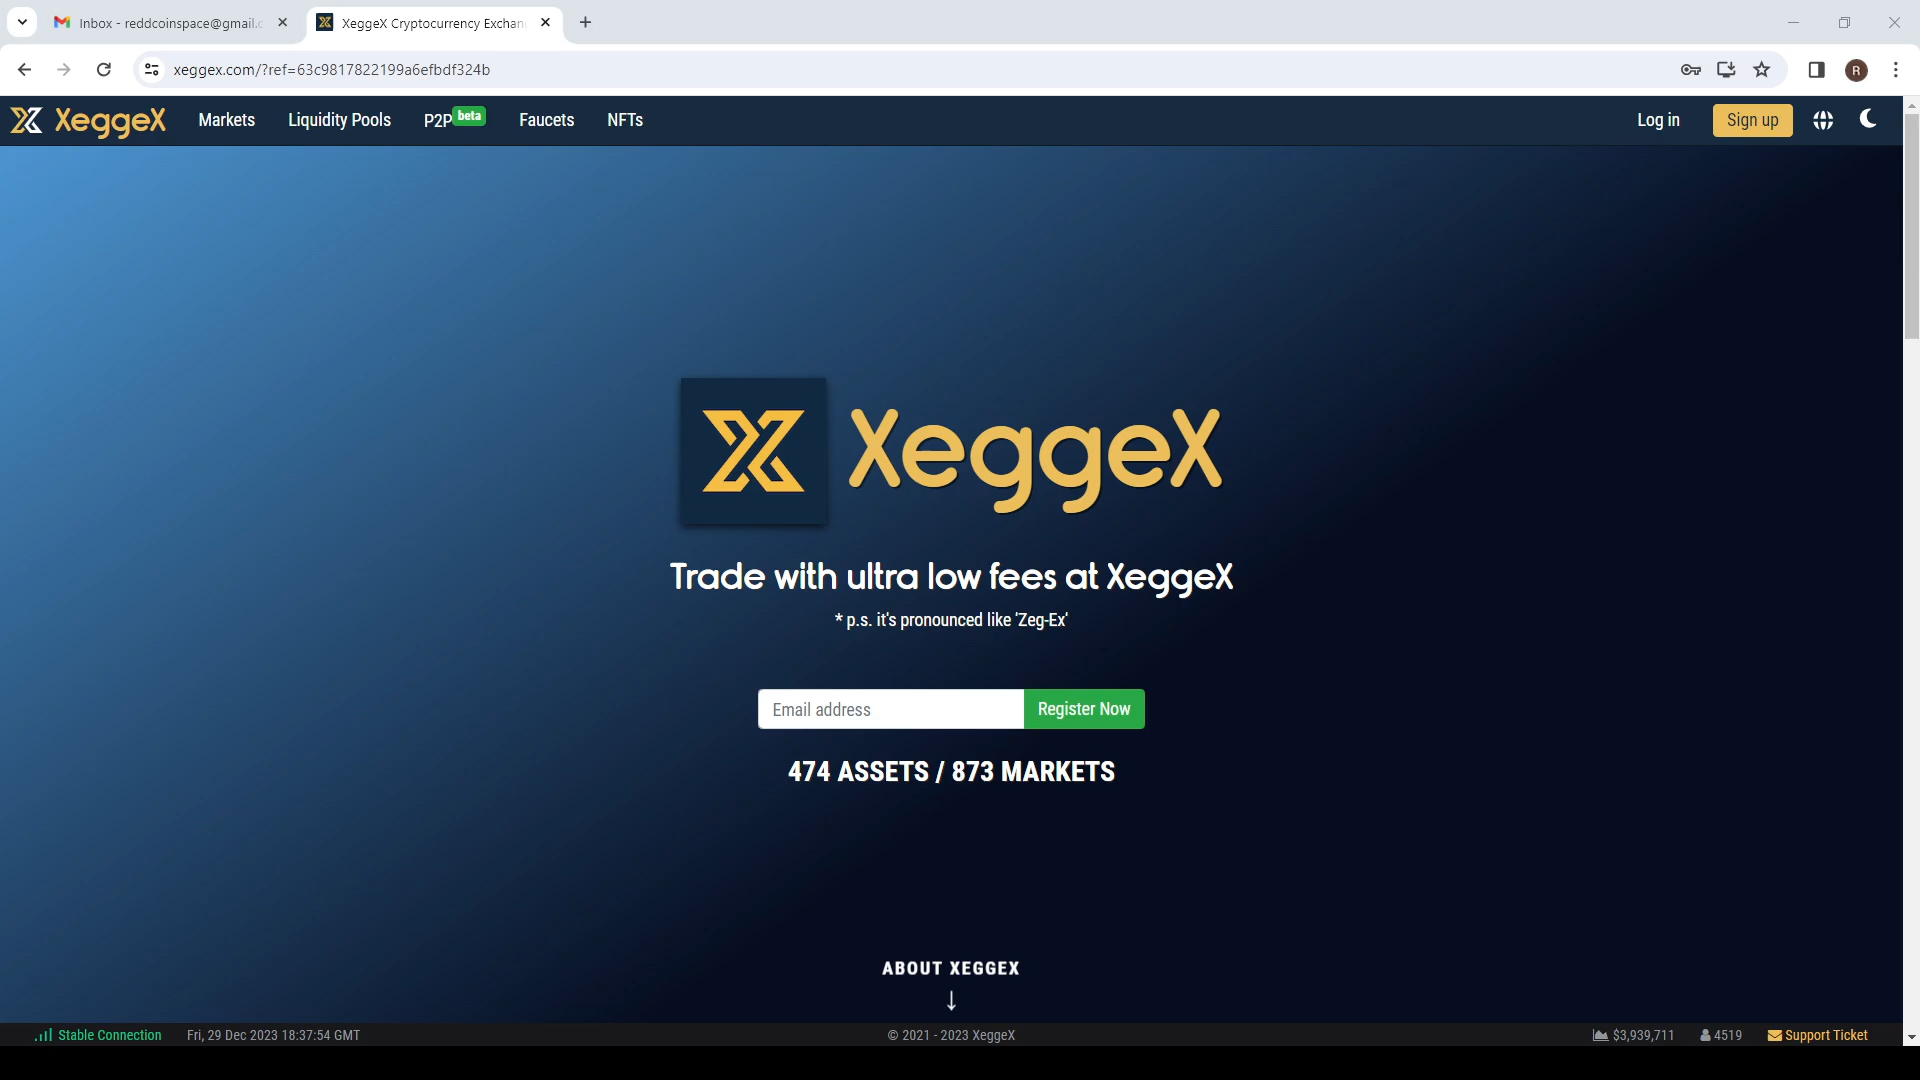 Inbox - reddcoinspace@gmail.c
XeggeX Cryptocurrency Exchan
xeggex.com/?ref=63c9817822199a6efbdf324b
R
XeggeX
Markets
Liquidity Pools
P2P beta
Faucets
NFTs
Log in
Sign up
XeggeX
Trade with ultra low fees at XeggeX
* p.s. it's pronounced like 'Zeg-Ex'
Email address
Register Now
474 ASSETS / 873 MARKETS
ABOUT XEGGEX
↓
Stable Connection
Fri, 29 Dec 2023 18:37:54 GMT
© 2021 - 2023 XeggeX
$3,939,711
4519
Support Ticket